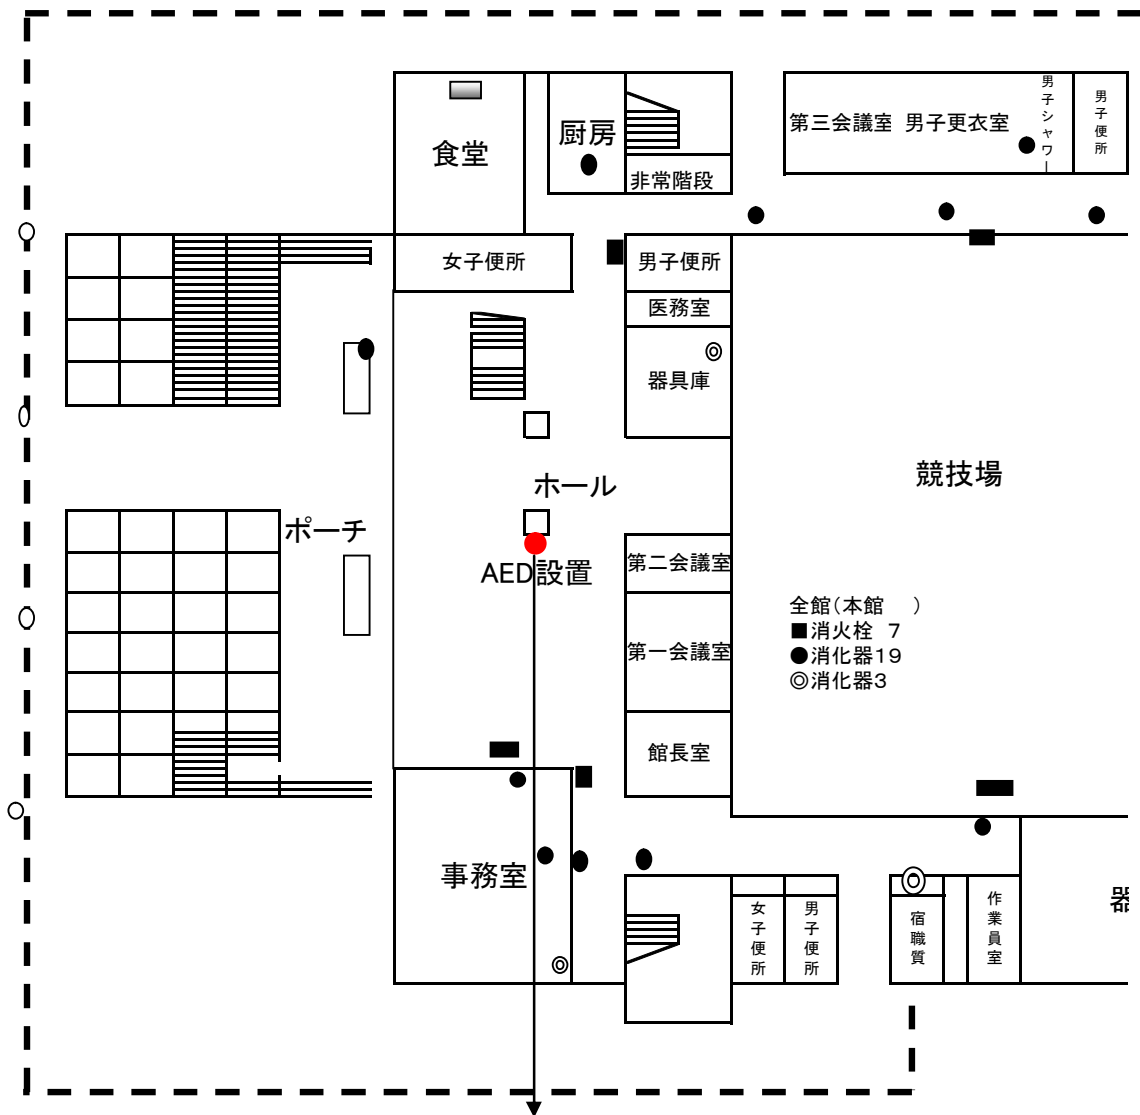 食堂
厨房
非常階段
第三会議室 男子更衣室
男子シャワー
男子便所
女子便所
男子便所
医務室
器具庫
競技場
ホール
ポーチ
AED設置
第二会議室
第一会議室
館長室
全館(本館　)
■消火栓 7
●消化器19
◎消化器3
事務室
女子便所
男子便所
宿職質
作業員室
器